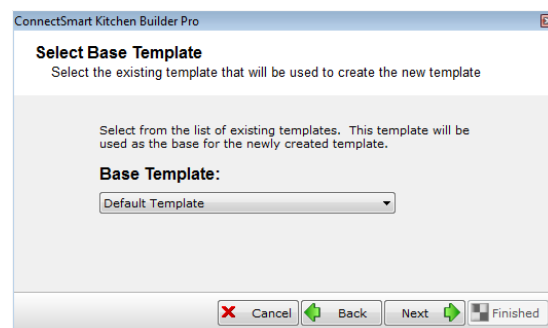 ConnectSmart Kitchen Builder Pro
Select Base Template
Select the existing template that will be used to create the new template
Select from the list of existing templates. This template will be
used as the base for the newly created template.
Base Template:
Default Template
Cancel Back Next Finished